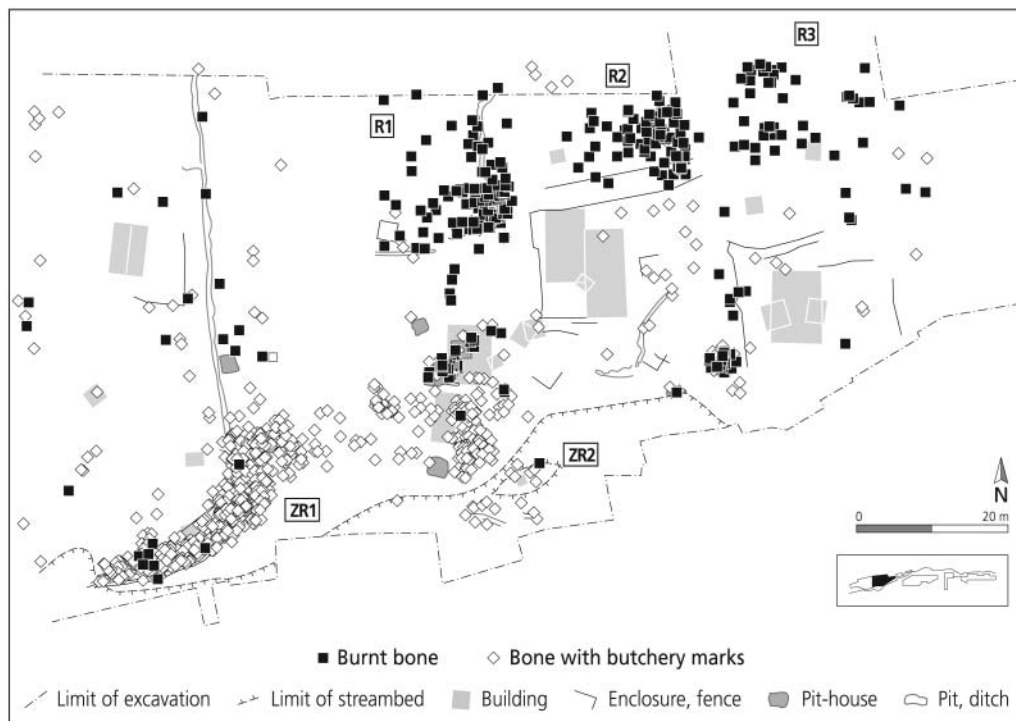 R3
R2
R1
ZR2
ZR1
N
0 20 m
Burnt bone Bone with butchery marks
Limit of excavation Limit of streambed Building Enclosure, fence Pit-house Pit, ditch